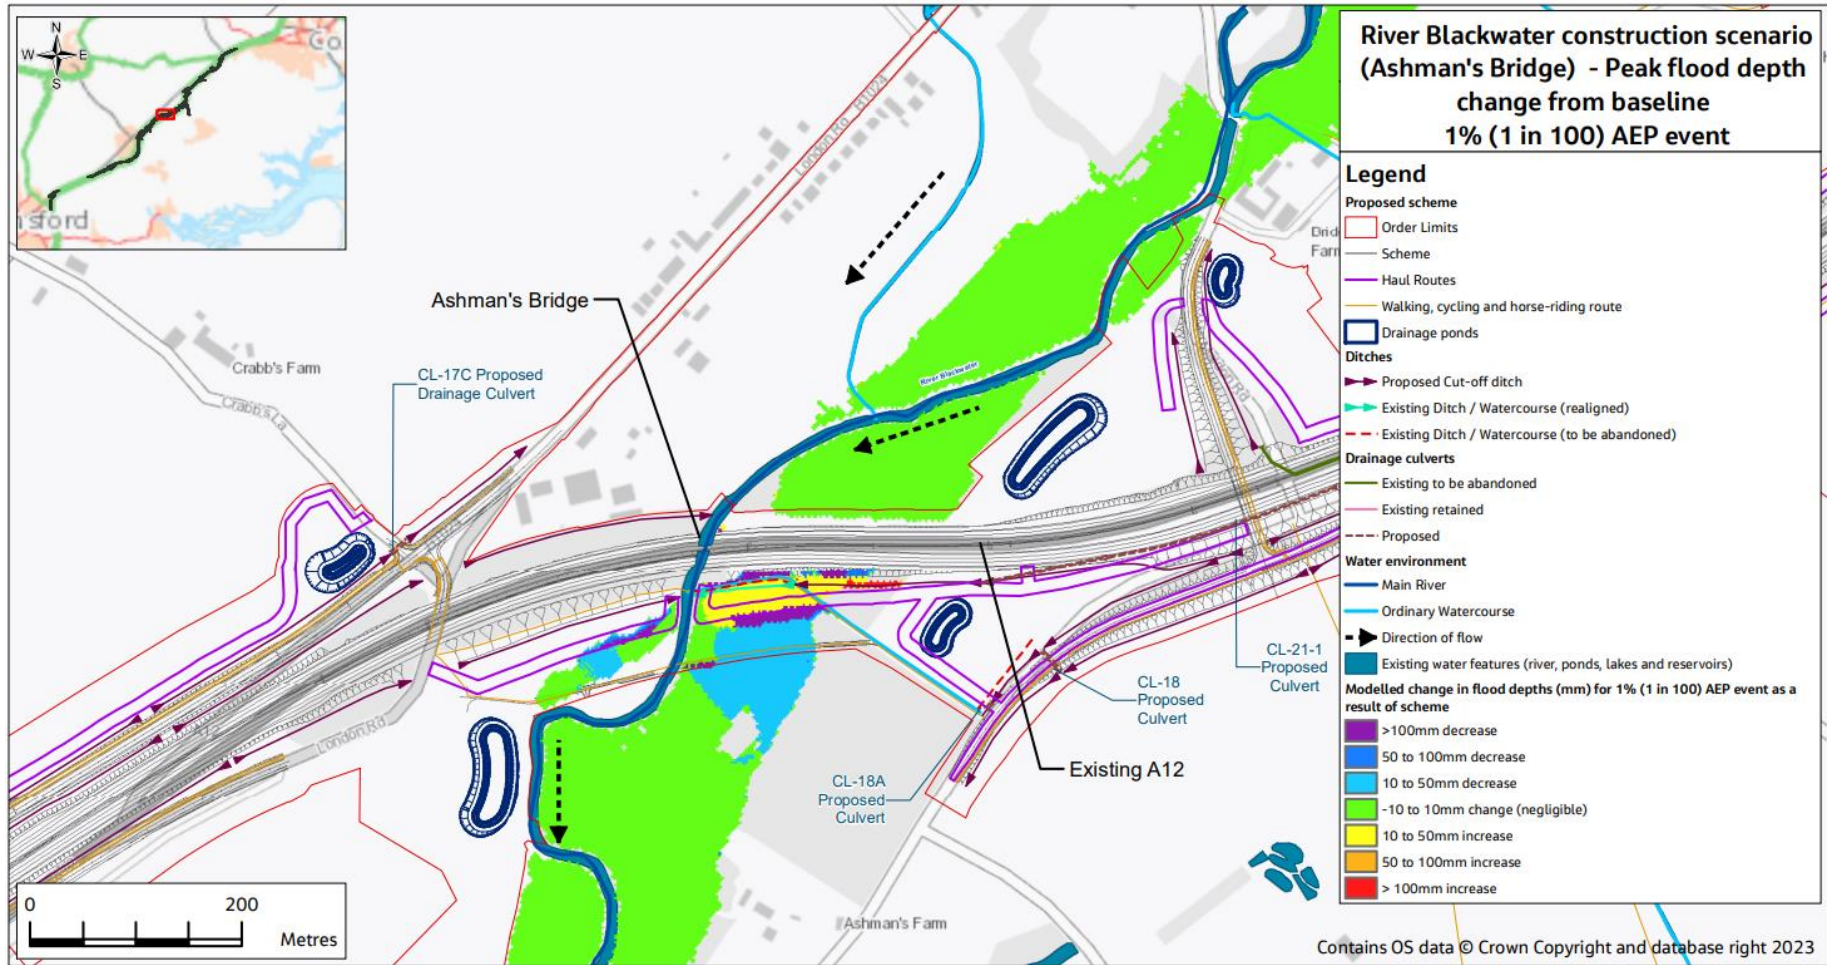 River Blackwater construction scenario
(Ashman's Bridge) - Peak flood depth
change from baseline
1% (1 in 100) AEP event
Legend
Proposed scheme
Order Limits
Scheme
Haul Routes
Walking, cycling and horse-riding route
Drainage ponds
Ditches
Proposed Cut-off ditch
Existing Ditch / Watercourse (realigned)
Existing Ditch / Watercourse (to be abandoned)
Drainage culverts
Existing to be abandoned
Existing retained
Proposed
Water environment
Main River
Ordinary Watercourse
Direction of flow
Existing water features (river, ponds, lakes and reservoirs)
Modelled change in flood depths (mm) for 1% (1 in 100) AEP event as a
result of scheme
>100mm decrease
50 to 100mm decrease
10 to 50mm decrease
-10 to 10mm change (negligible)
10 to 50mm increase
50 to 100mm increase
> 100mm increase
N
W
E
S
Co
nsford
London Rd
B1024
Ashman's Bridge
Crabb's Farm
Crabb's La
CL-17C Proposed
Drainage Culvert
River Blackwater
Farm
CL-21-1
Proposed
Culvert
CL-18
Proposed
Culvert
Existing A12
CL-18A
Proposed
Culvert
A12
London Rd
Ashman's Farm
0
200
Metres
Contains OS data © Crown Copyright and database right 2023